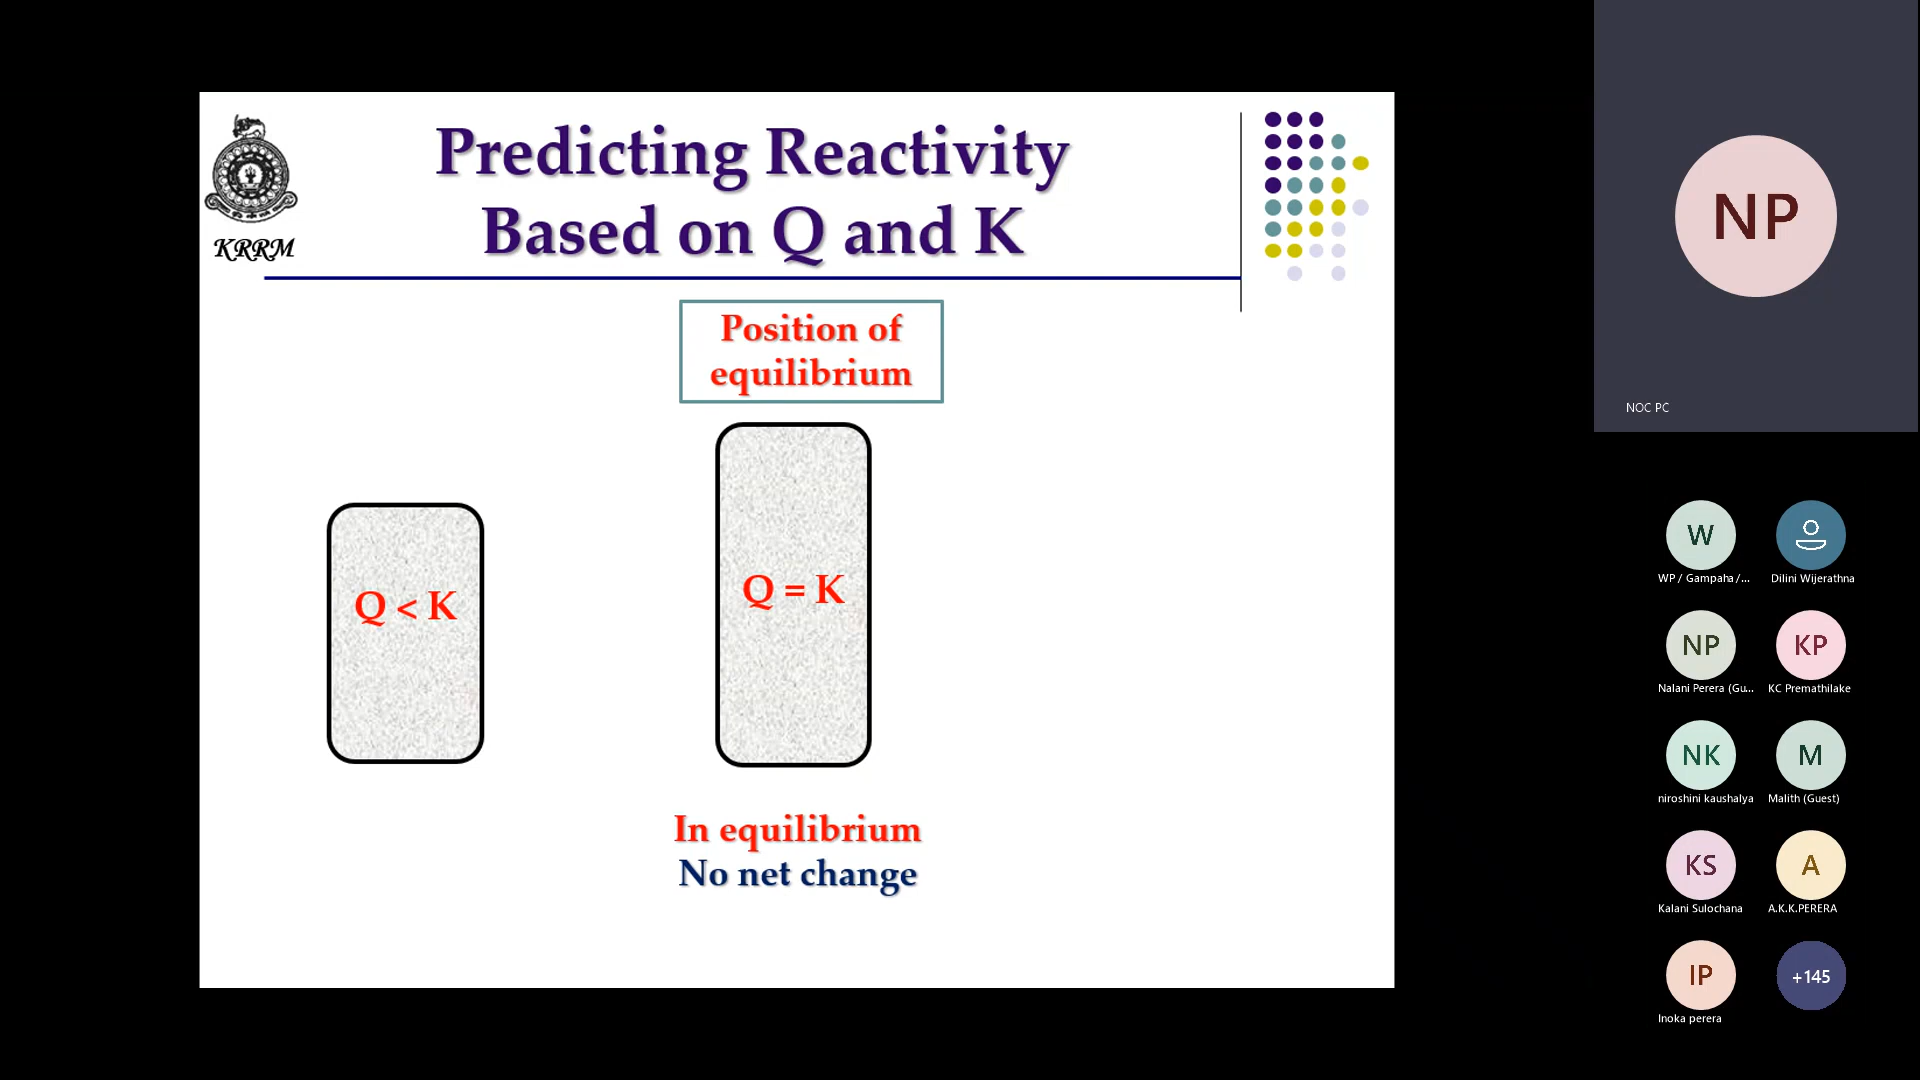 Predicting Reactivity
Based on Q and K
KRRM
Position of
equilibrium
Q < K
Q = K
In equilibrium
No net change
NP
NOC PC
W
WP / Gampaha /...
Dilini Wijerathna
NP
Nalani Perera (Gu...
KP
KC Premathilake
NK
niroshini kaushalya
M
Malith (Guest)
KS
Kalani Sulochana
A
A.K.K.PERERA
IP
Inoka perera
+145